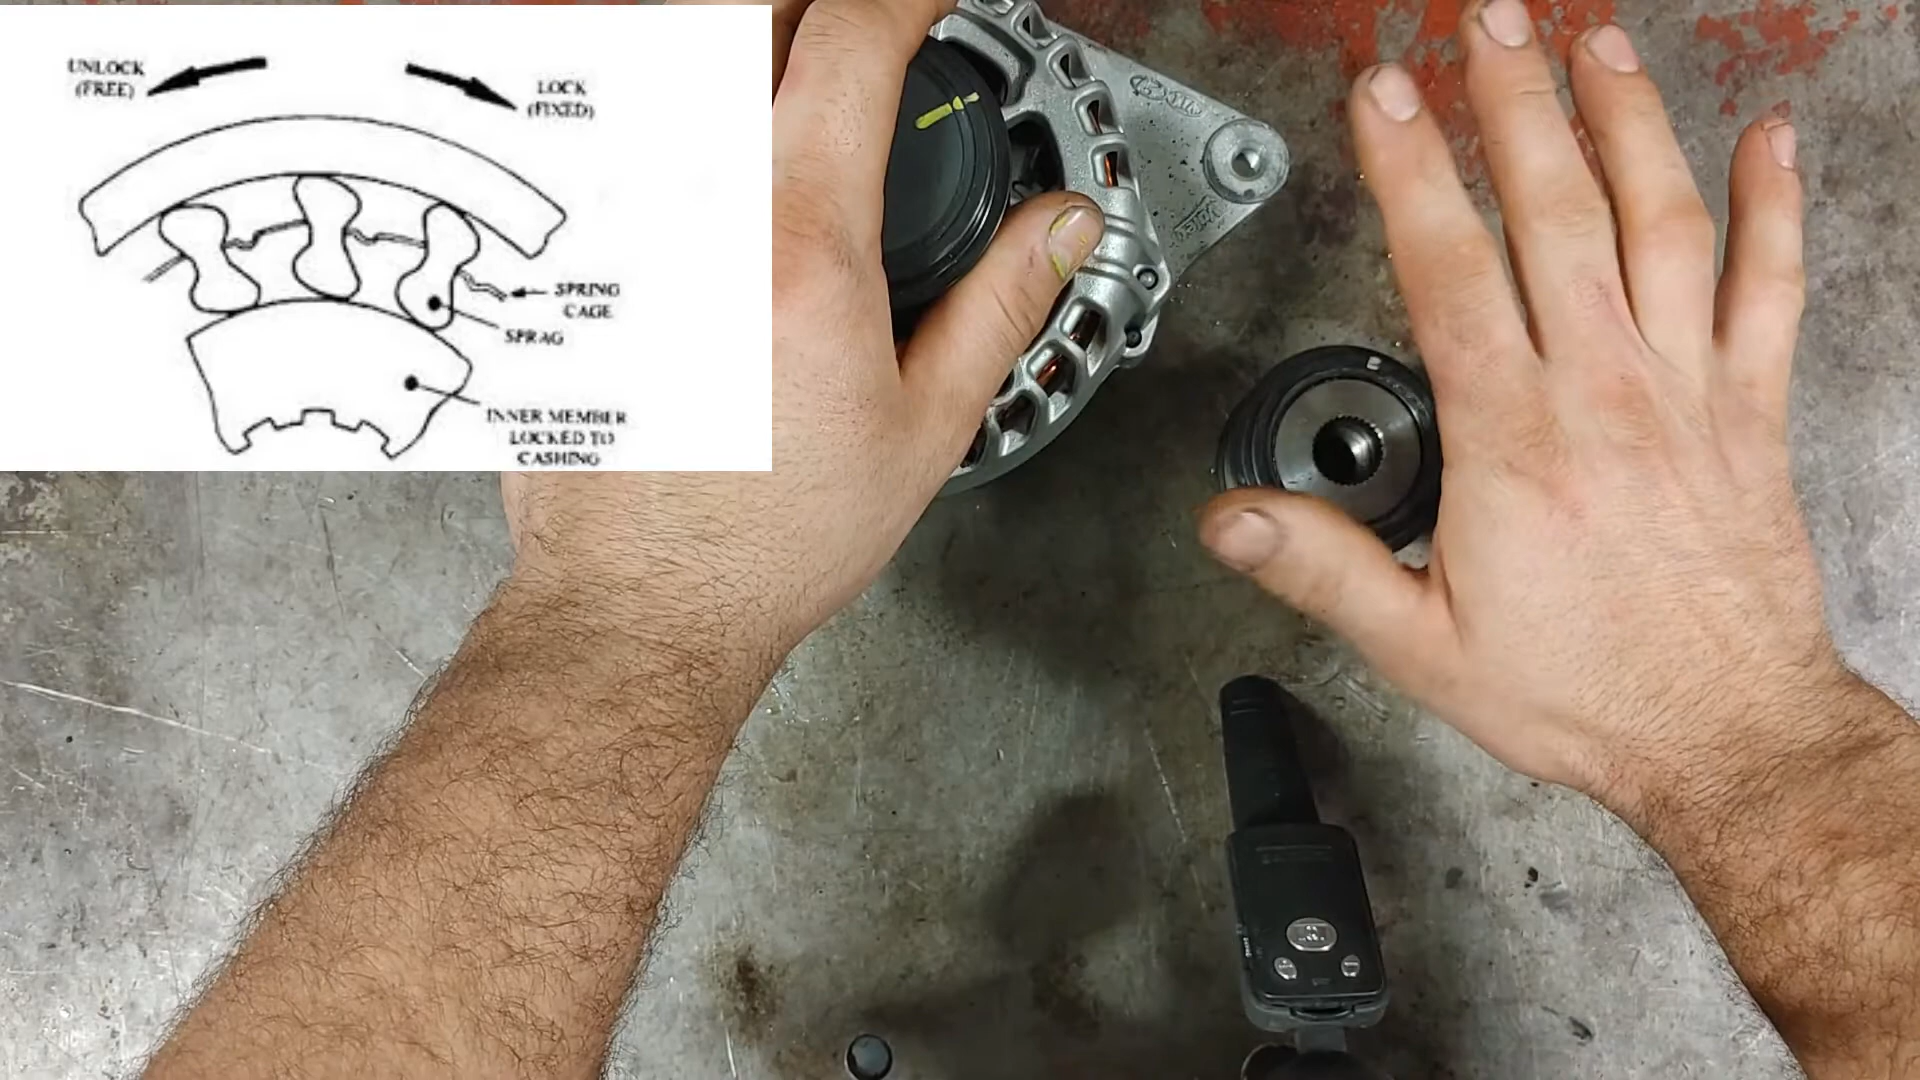 UNLOCK
(FREE)
LOCK
(FIXED)
SPRING
CAGE
SPRAG
INNER MEMBER
LOCKED TO
CASHING